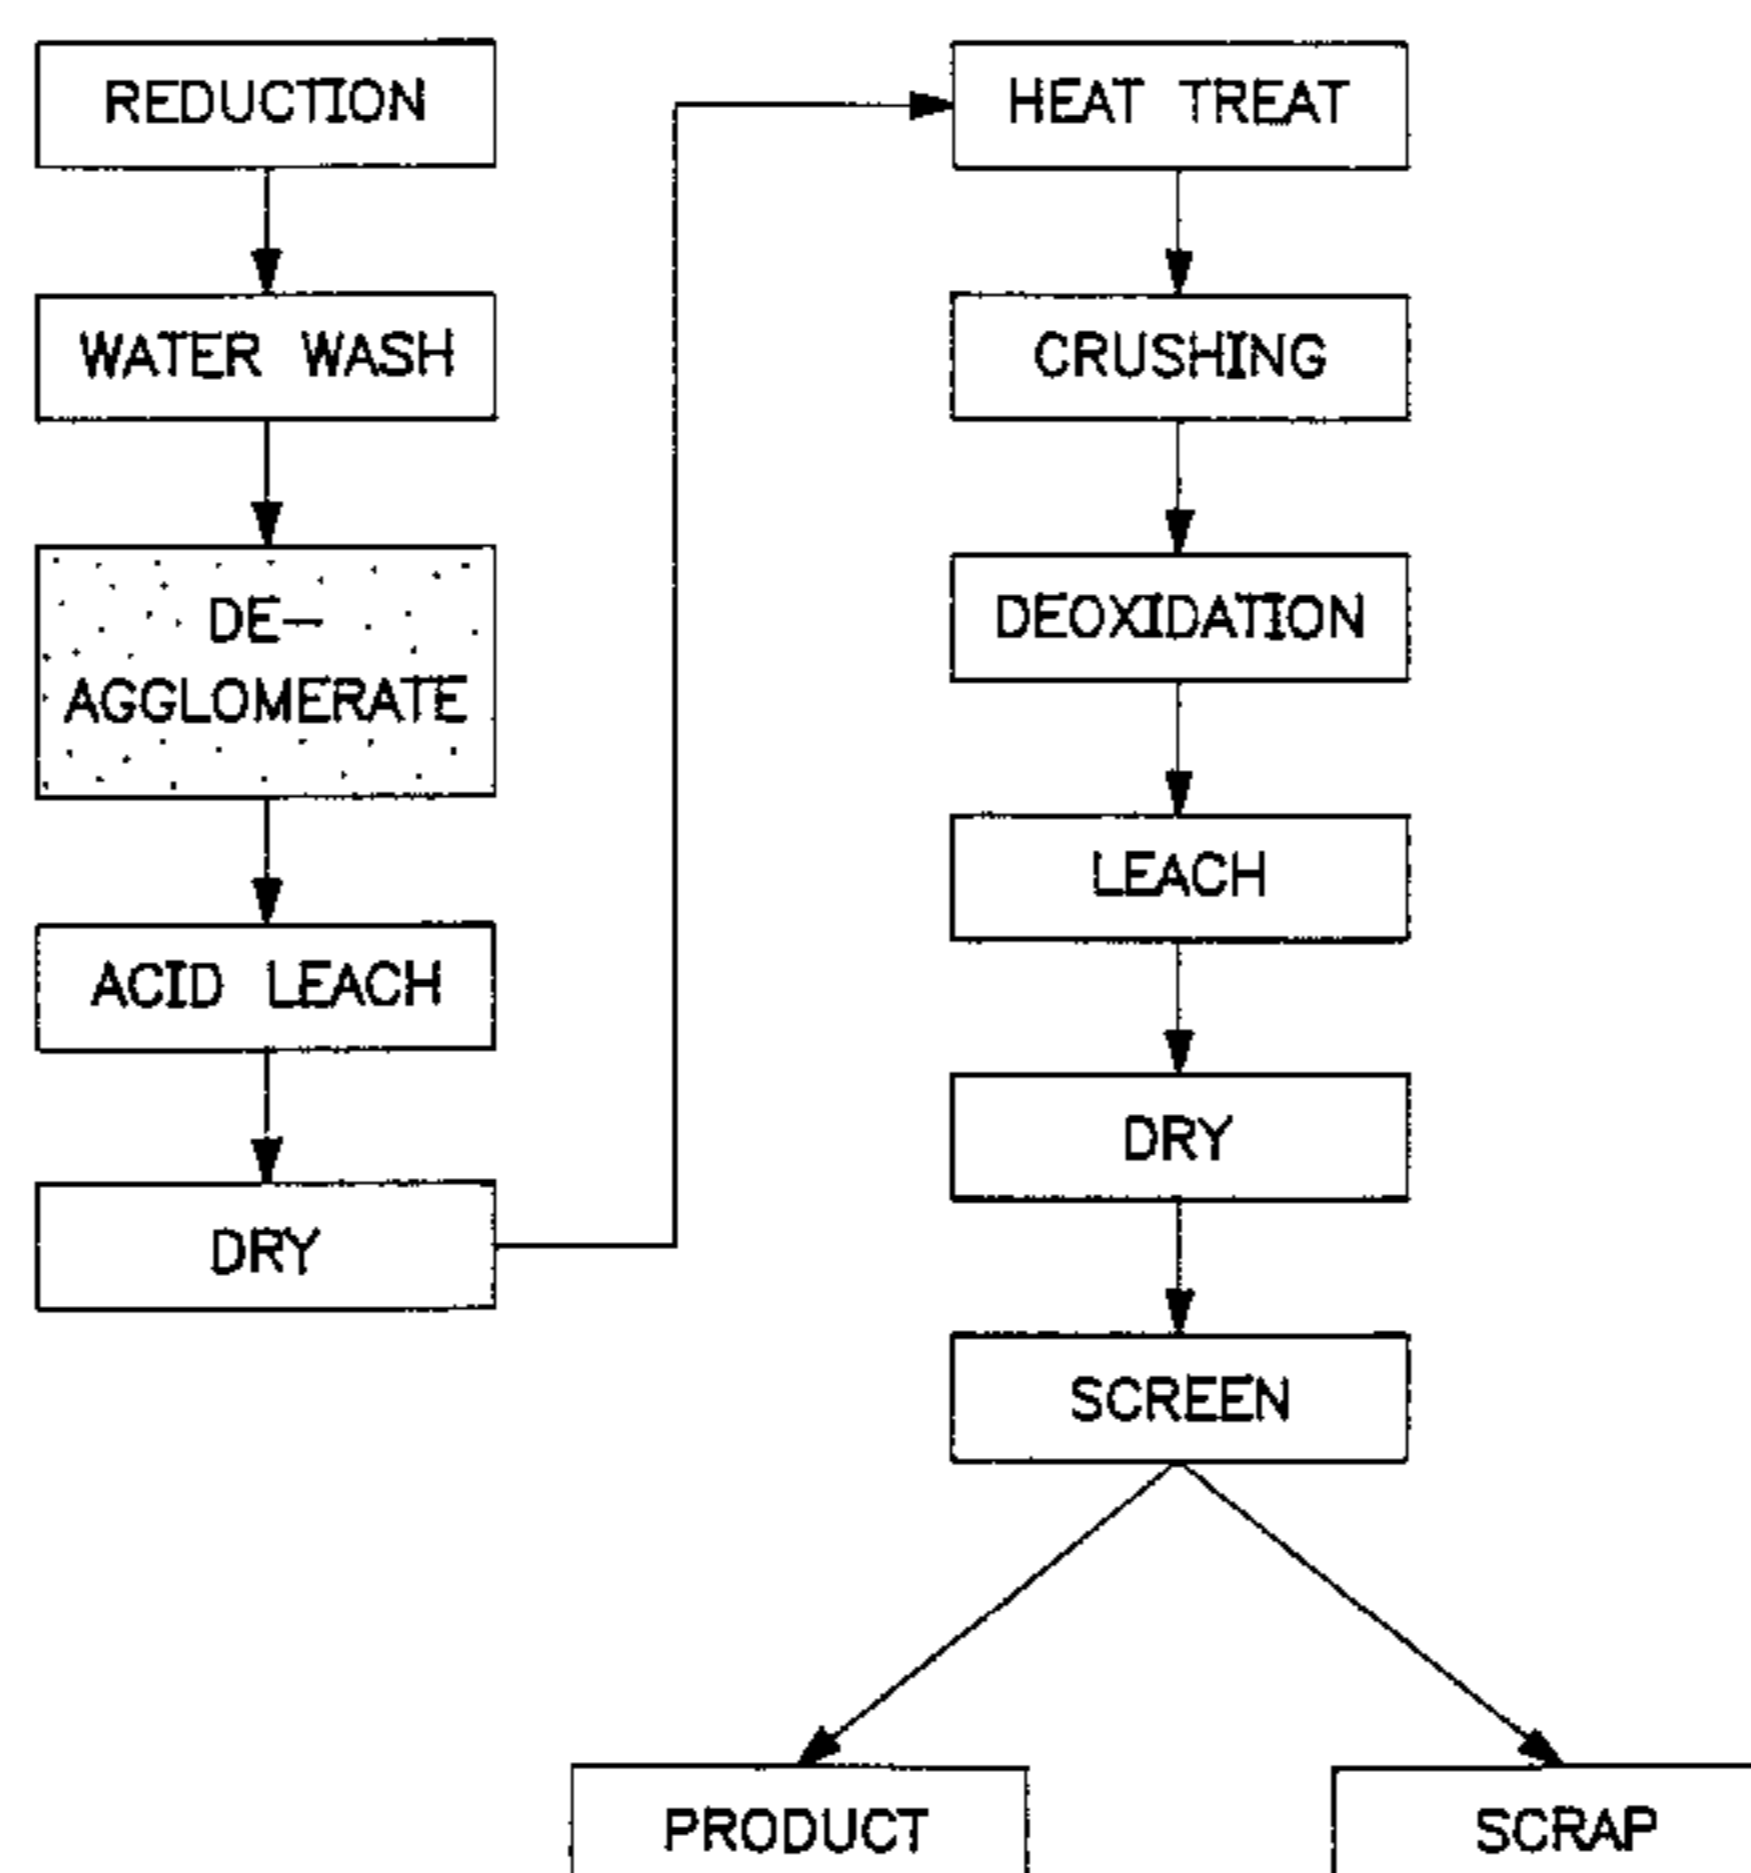 REDUCTION
WATER WASH
DE-
AGGLOMERATE
ACID LEACH
DRY
HEAT TREAT
CRUSHING
DEOXIDATION
LEACH
DRY
SCREEN
PRODUCT
SCRAP